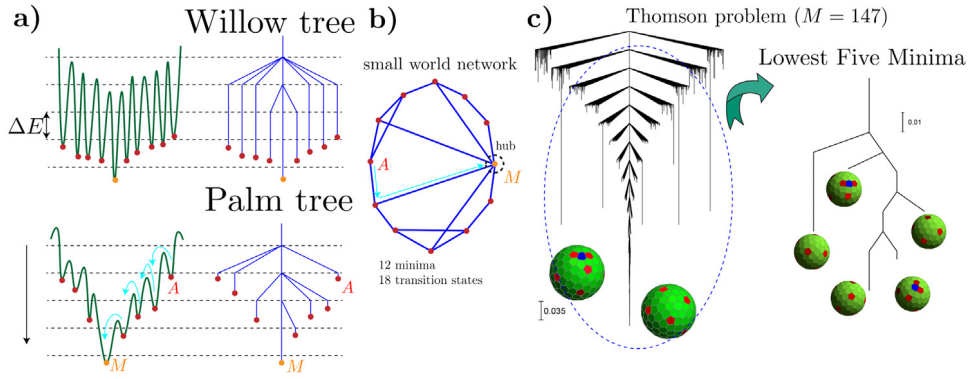 a)
Willow tree
ΔE
Palm tree
A
A
M
M
b)
small world network
hub
A
M
12 minima
18 transition states
c)
Thomson problem (M = 147)
Lowest Five Minima
0.01
0.035